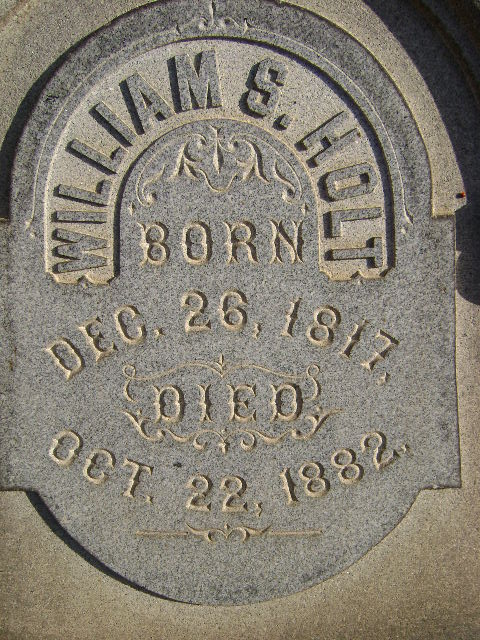 WILLIAM S. HOLT
BORN
DEC. 26, 1817,
DIED
OCT. 22, 1882.